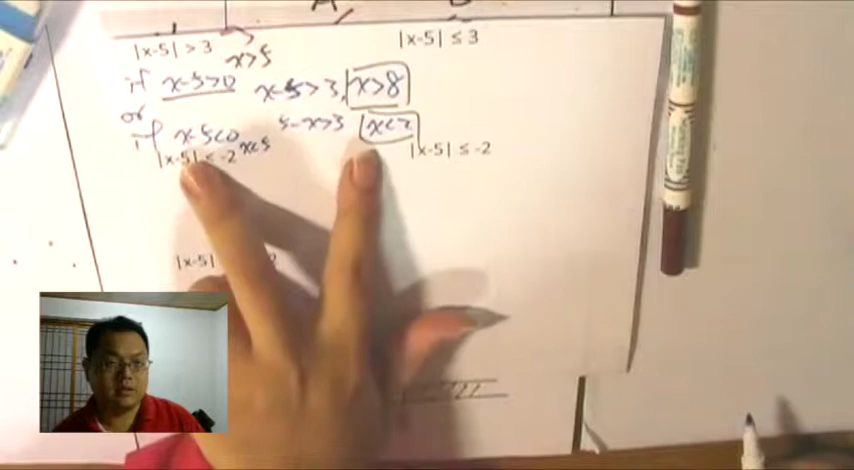 |x-5| > 3
x>5
|x-5| ≤ 3
if x-5>0 x-5>3, x>8
or
if x-5<0 5-x>3 x<2
x<5
|x-5| ≤ -2
|x-5| ≤ -2
|x-5|